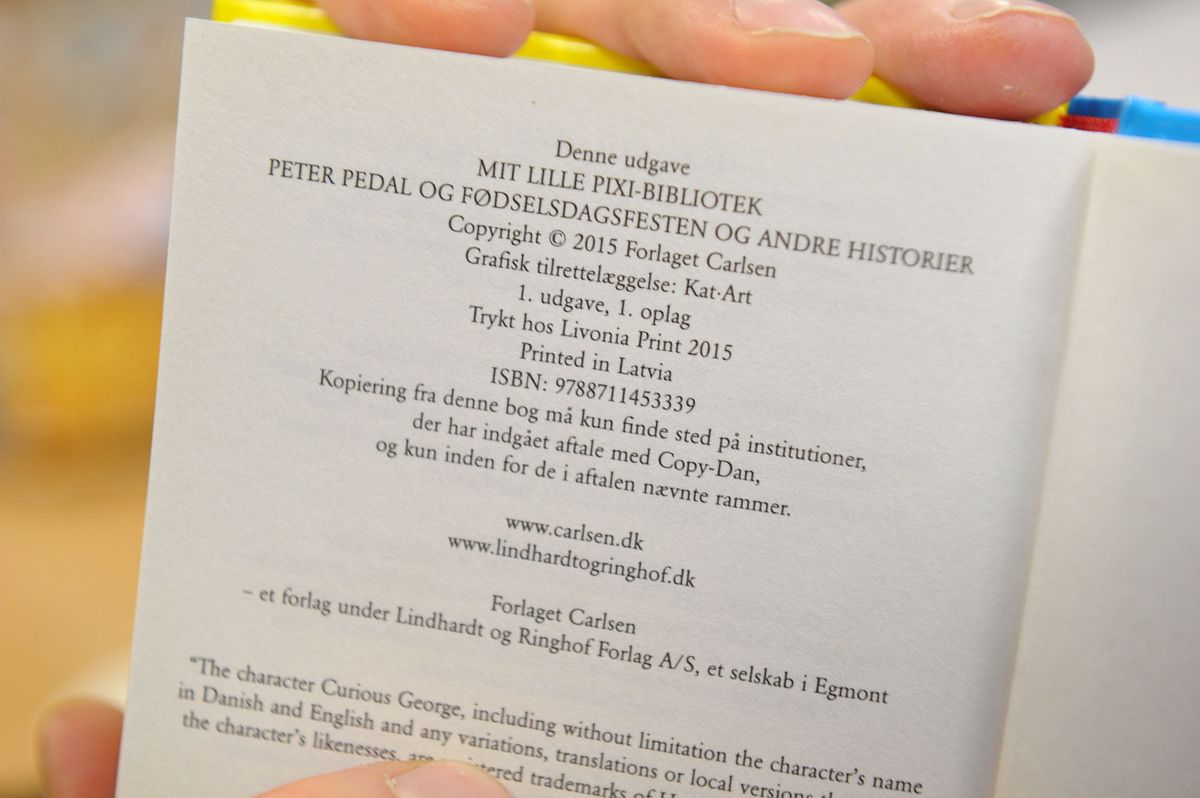 Denne udgave
MIT LILLE PIXI-BIBLIOTEK
PETER PEDAL OG FØDSELSDAGSFESTEN OG ANDRE HISTORIER
Copyright © 2015 Forlaget Carlsen
Grafisk tilrettelæggelse: Kat·Art
1. udgave, 1. oplag
Trykt hos Livonia Print 2015
Printed in Latvia
ISBN: 9788711453339
Kopiering fra denne bog må kun finde sted på institutioner,
der har indgået aftale med Copy-Dan,
og kun inden for de i aftalen nævnte rammer.
www.carlsen.dk
www.lindhardtogringhof.dk
Forlaget Carlsen
– et forlag under Lindhardt og Ringhof Forlag A/S, et selskab i Egmont
“The character Curious George, including without limitation the character’s name
in Danish and English and any variations, translations or local versions
the character’s likenesses, trademarks of